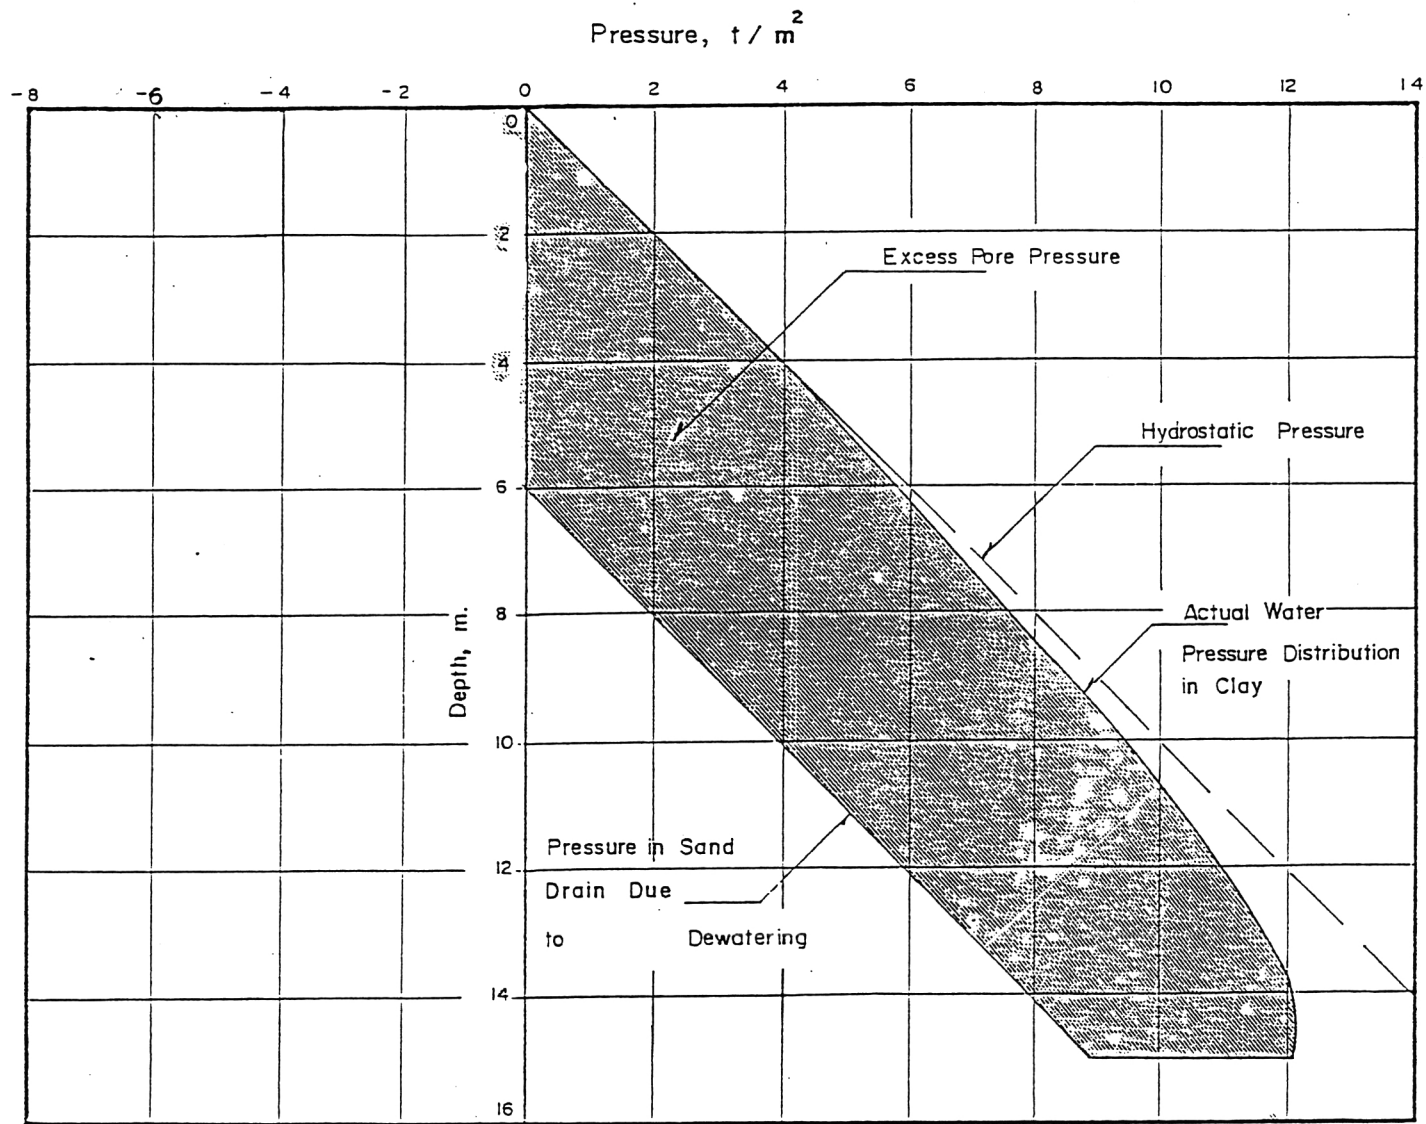 Pressure, t / m²
-8 -6 -4 -2 0 2 4 6 8 10 12 14
0
2
Excess Pore Pressure
4
Hydrostatic Pressure
6
8
Actual Water
Pressure Distribution
in Clay
Depth, m.
10
Pressure in Sand
12
Drain Due
to Dewatering
14
16